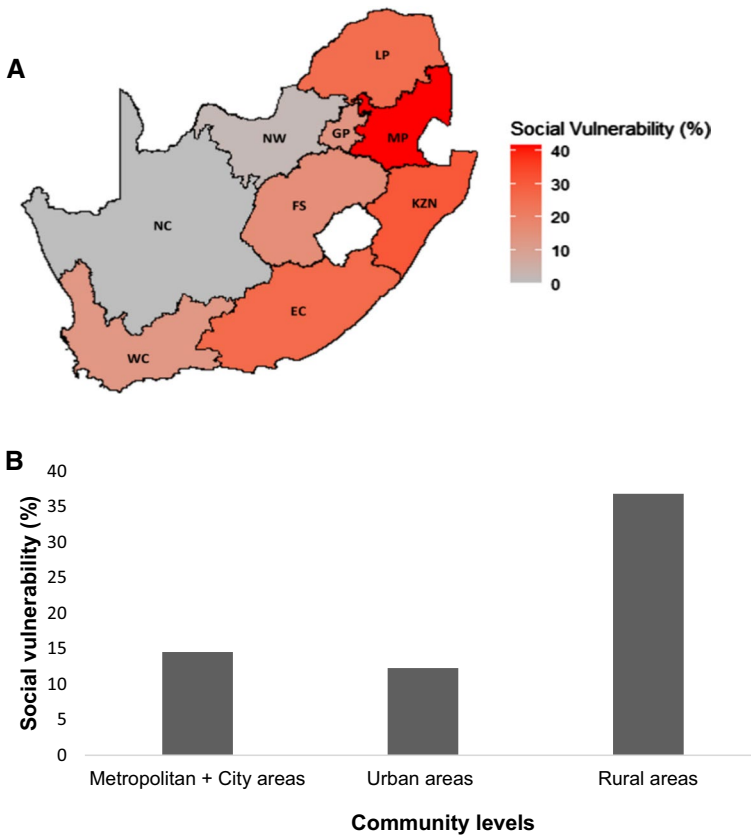 A
LP
NW
GP
MP
FS
KZN
NC
EC
WC
Social Vulnerability (%)
40
30
20
10
0
B
Social vulnerability (%)
40
35
30
25
20
15
10
5
0
Metropolitan + City areas
Urban areas
Rural areas
Community levels